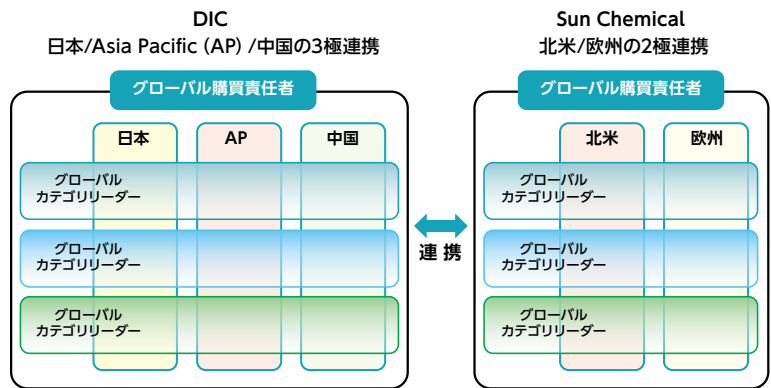 DIC
日本/Asia Pacific（AP）/中国の3極連携
グローバル購買責任者
日本
AP
中国
グローバル
カテゴリリーダー
グローバル
カテゴリリーダー
グローバル
カテゴリリーダー
連 携
Sun Chemical
北米/欧州の2極連携
グローバル購買責任者
北米
欧州
グローバル
カテゴリリーダー
グローバル
カテゴリリーダー
グローバル
カテゴリリーダー